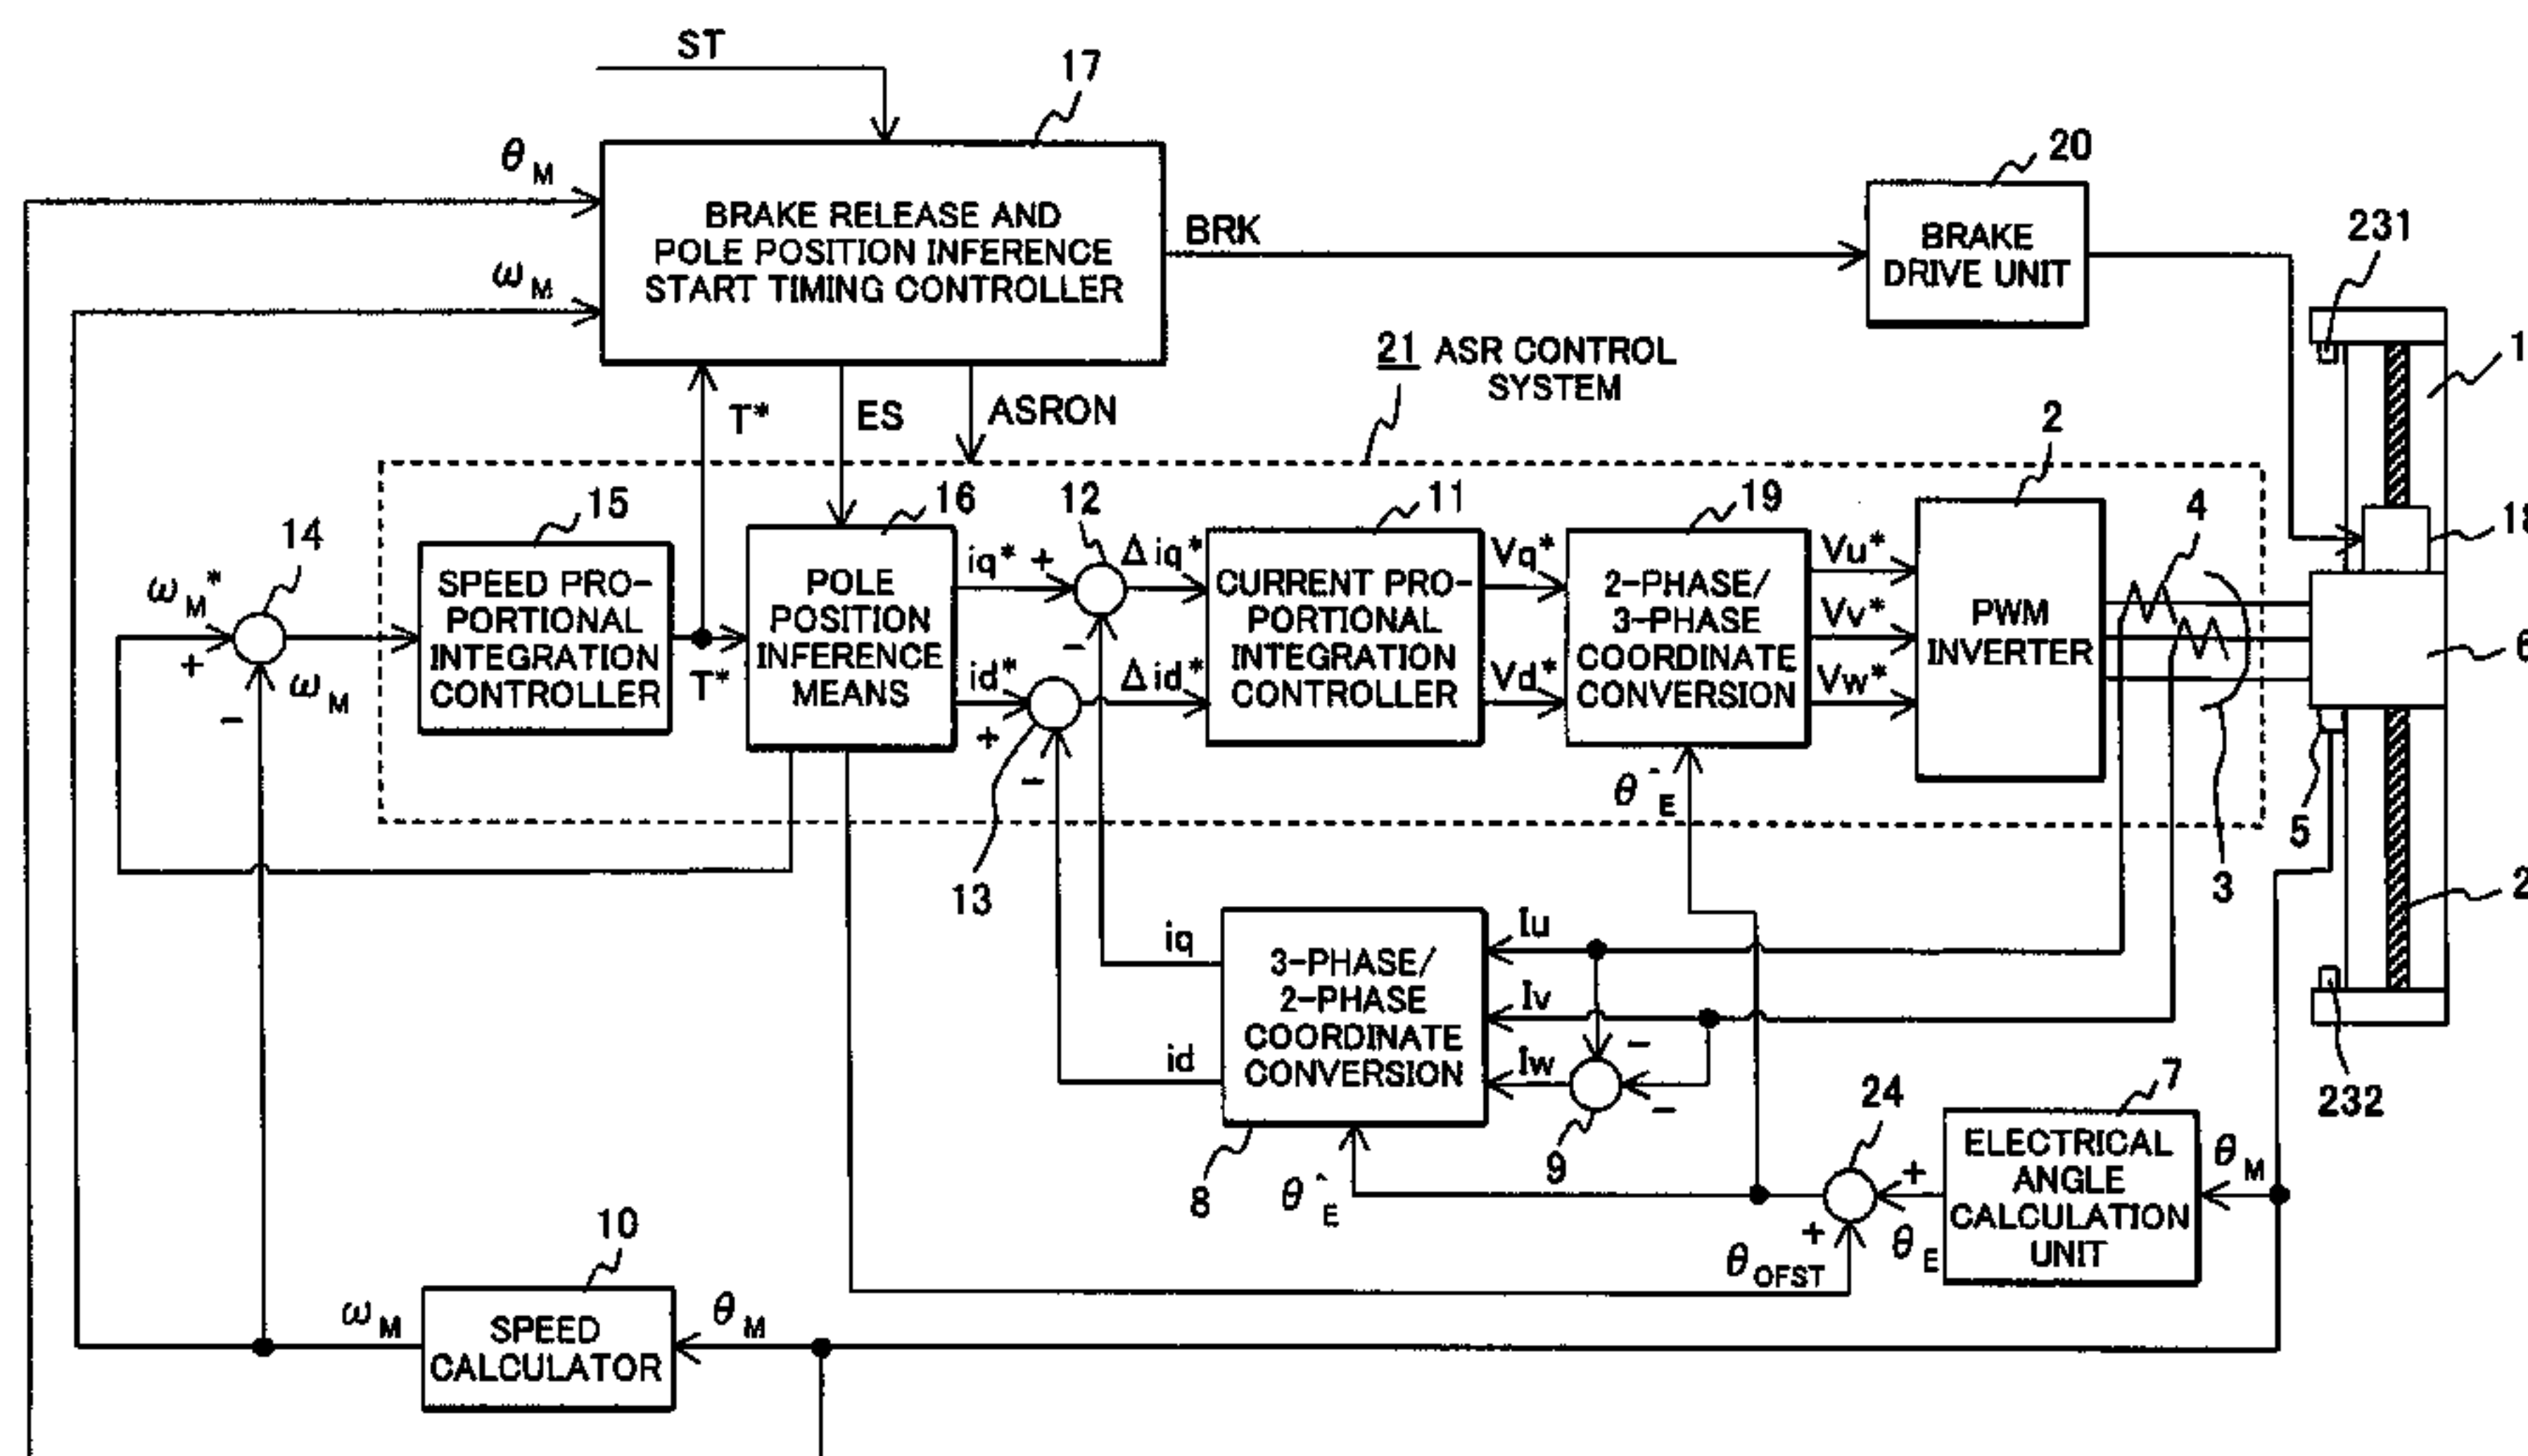 ST
17
θM
ωM
BRAKE RELEASE AND
POLE POSITION INFERENCE
START TIMING CONTROLLER
BRK
20
BRAKE
DRIVE UNIT
231
1
21 ASR CONTROL
SYSTEM
T*
ES
ASRON
2
4
18
14
ωM*
+
-
ωM
15
SPEED PRO-
PORTIONAL
INTEGRATION
CONTROLLER
T*
16
POLE
POSITION
INFERENCE
MEANS
iq* +
id*
+
12
-
-
13
Δiq*
Δid*
11
CURRENT PRO-
PORTIONAL
INTEGRATION
CONTROLLER
Vq*
Vd*
19
2-PHASE/
3-PHASE
COORDINATE
CONVERSION
Vu*
Vv*
Vw*
PWM
INVERTER
6
θ^E
5
3
2
iq
id
3-PHASE/
2-PHASE
COORDINATE
CONVERSION
8
Iu
Iv
Iw
-
-
9
232
θ^E
24
+
+
θOFST
θE
7
ELECTRICAL
ANGLE
CALCULATION
UNIT
θM
10
ωM
SPEED
CALCULATOR
θM